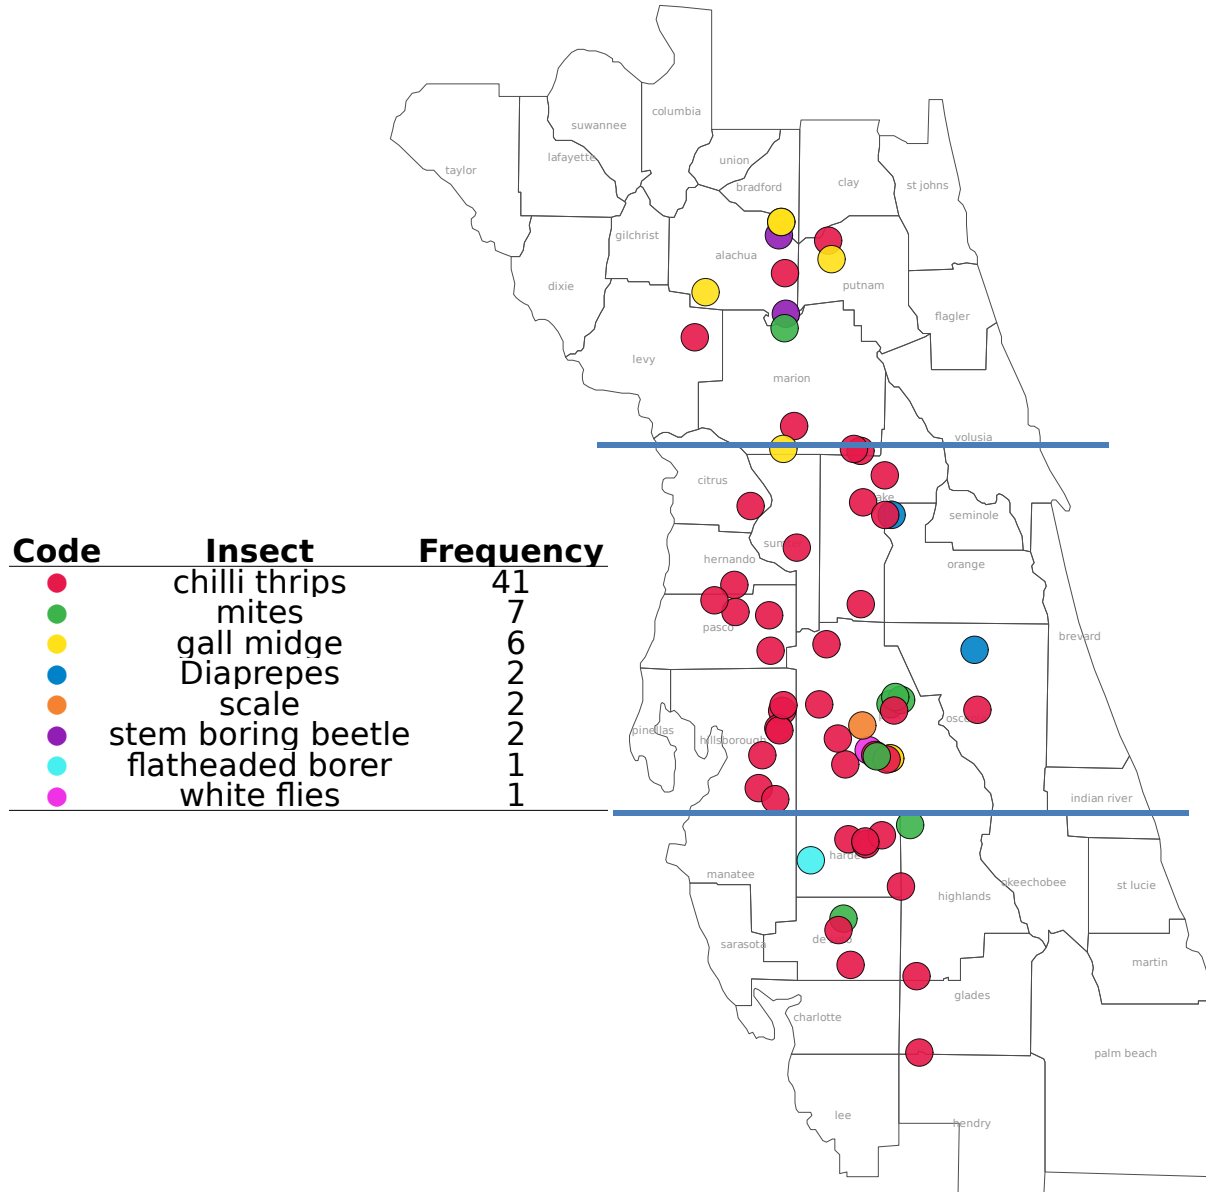 columbia
suwannee
lafayette
taylor
union
bradford
clay
st johns
gilchrist
alachua
dixie
putnam
flagler
levy
marion
volusia
citrus
seminole
Code Insect Frequency
chilli thrips 41
mites 7
gall midge 6
Diaprepes 2
scale 2
stem boring beetle 2
flatheaded borer 1
white flies 1
hernando
orange
pasco
brevard
pinellas
hillsborough
indian river
manatee
highlands
okeechobee
st lucie
sarasota
martin
glades
charlotte
palm beach
lee
hendry